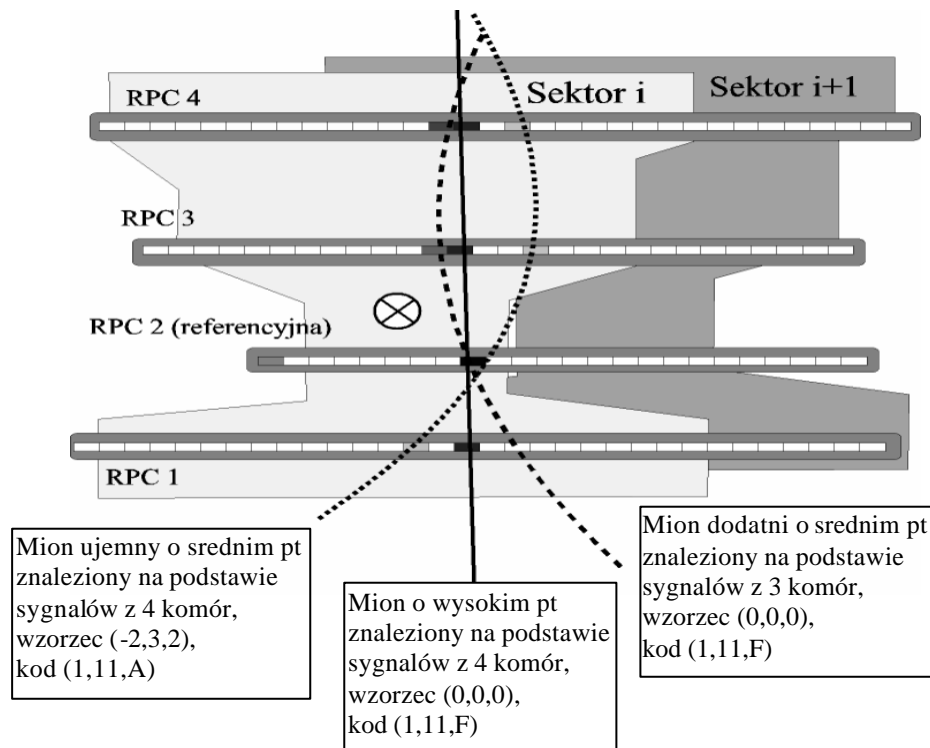 RPC 4
Sektor i
Sektor i+1
RPC 3
RPC 2 (referencyjna)
RPC 1
Mion ujemny o srednim pt
znaleziony na podstawie
sygnalów z 4 komór,
wzorzec (-2,3,2),
kod (1,11,A)
Mion o wysokim pt
znaleziony na podstawie
sygnalów z 4 komór,
wzorzec (0,0,0),
kod (1,11,F)
Mion dodatni o srednim pt
znaleziony na podstawie
sygnalów z 3 komór,
wzorzec (0,0,0),
kod (1,11,F)